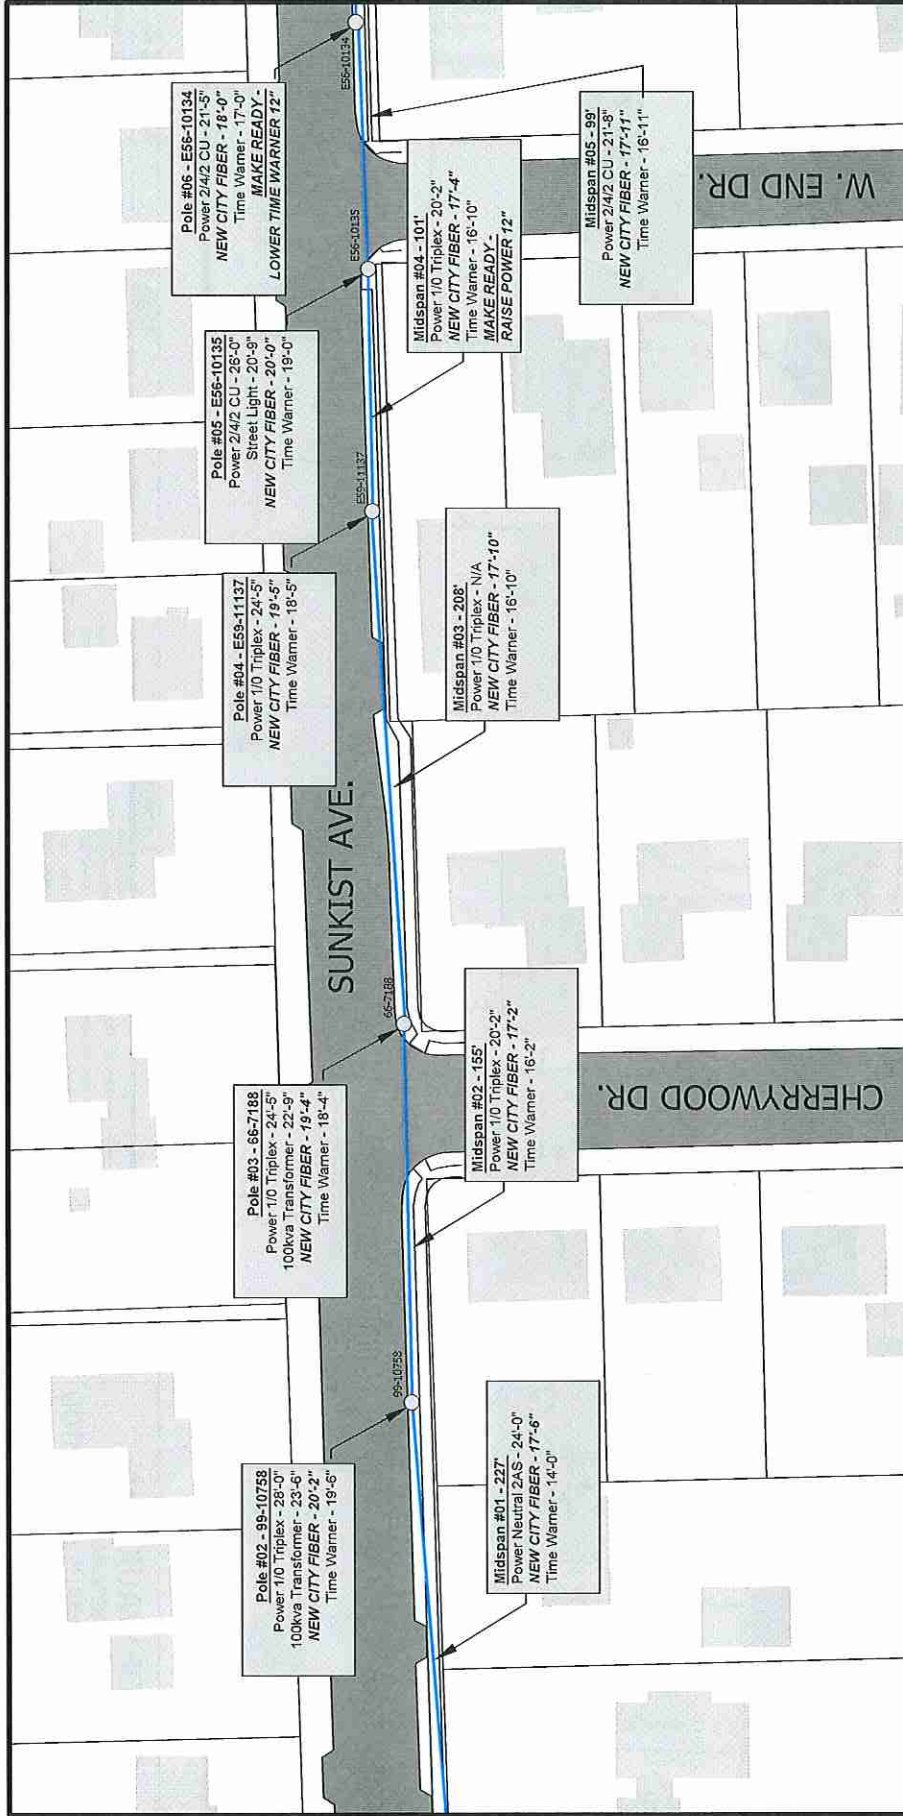 Pole #02 - 99-10758
Power 1/0 Triplex - 28'-0"
100kva Transformer - 23'-6"
NEW CITY FIBER - 20'-2"
Time Warner - 19'-6"
Pole #03 - 66-7188
Power 1/0 Triplex - 24'-5"
100kva Transformer - 22'-9"
NEW CITY FIBER - 19'-4"
Time Warner - 18'-4"
Pole #04 - E59-11137
Power 1/0 Triplex - 24'-5"
NEW CITY FIBER - 19'-5"
Time Warner - 18'-5"
Pole #05 - E56-10135
Power 2/4/2 CU - 26'-0"
Street Light - 20'-9"
NEW CITY FIBER - 20'-0"
Time Warner - 19'-0"
Pole #06 - E56-10134
Power 2/4/2 CU - 21'-5"
NEW CITY FIBER - 18'-0"
Time Warner - 17'-0"
MAKE READY -
LOWER TIME WARNER 12"
SUNKIST AVE.
99-10758
66-7188
E59-11137
E56-10135
E56-10134
Midspan #01 - 227'
Power Neutral 2AS - 24'-0"
NEW CITY FIBER - 17'-6"
Time Warner - 14'-0"
Midspan #02 - 155'
Power 1/0 Triplex - 20'-2"
NEW CITY FIBER - 17'-2"
Time Warner - 16'-2"
Midspan #03 - 208'
Power 1/0 Triplex - N/A
NEW CITY FIBER - 17'-10"
Time Warner - 16'-10"
Midspan #04 - 101'
Power 1/0 Triplex - 20'-2"
NEW CITY FIBER - 17'-4"
Time Warner - 16'-10"
MAKE READY -
RAISE POWER 12"
Midspan #05 - 99'
Power 2/4/2 CU - 21'-8"
NEW CITY FIBER - 17'-11"
Time Warner - 16'-11"
CHERRYWOOD DR.
W. END DR.